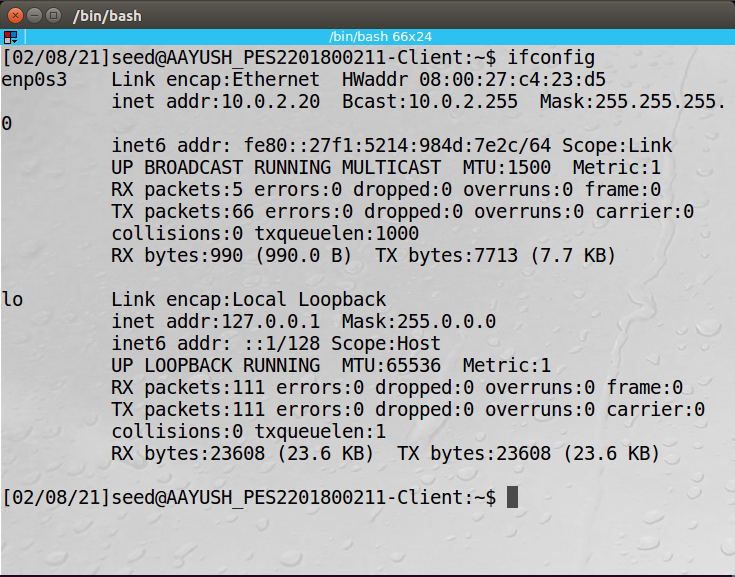 /bin/bash
/bin/bash 66x24
[02/08/21]seed@AAYUSH_PES2201800211-Client:~$ ifconfig
enp0s3    Link encap:Ethernet  HWaddr 08:00:27:c4:23:d5
          inet addr:10.0.2.20  Bcast:10.0.2.255  Mask:255.255.255.
0
          inet6 addr: fe80::27f1:5214:984d:7e2c/64 Scope:Link
          UP BROADCAST RUNNING MULTICAST  MTU:1500  Metric:1
          RX packets:5 errors:0 dropped:0 overruns:0 frame:0
          TX packets:66 errors:0 dropped:0 overruns:0 carrier:0
          collisions:0 txqueuelen:1000
          RX bytes:990 (990.0 B)  TX bytes:7713 (7.7 KB)

lo        Link encap:Local Loopback
          inet addr:127.0.0.1  Mask:255.0.0.0
          inet6 addr: ::1/128 Scope:Host
          UP LOOPBACK RUNNING  MTU:65536  Metric:1
          RX packets:111 errors:0 dropped:0 overruns:0 frame:0
          TX packets:111 errors:0 dropped:0 overruns:0 carrier:0
          collisions:0 txqueuelen:1
          RX bytes:23608 (23.6 KB)  TX bytes:23608 (23.6 KB)

[02/08/21]seed@AAYUSH_PES2201800211-Client:~$